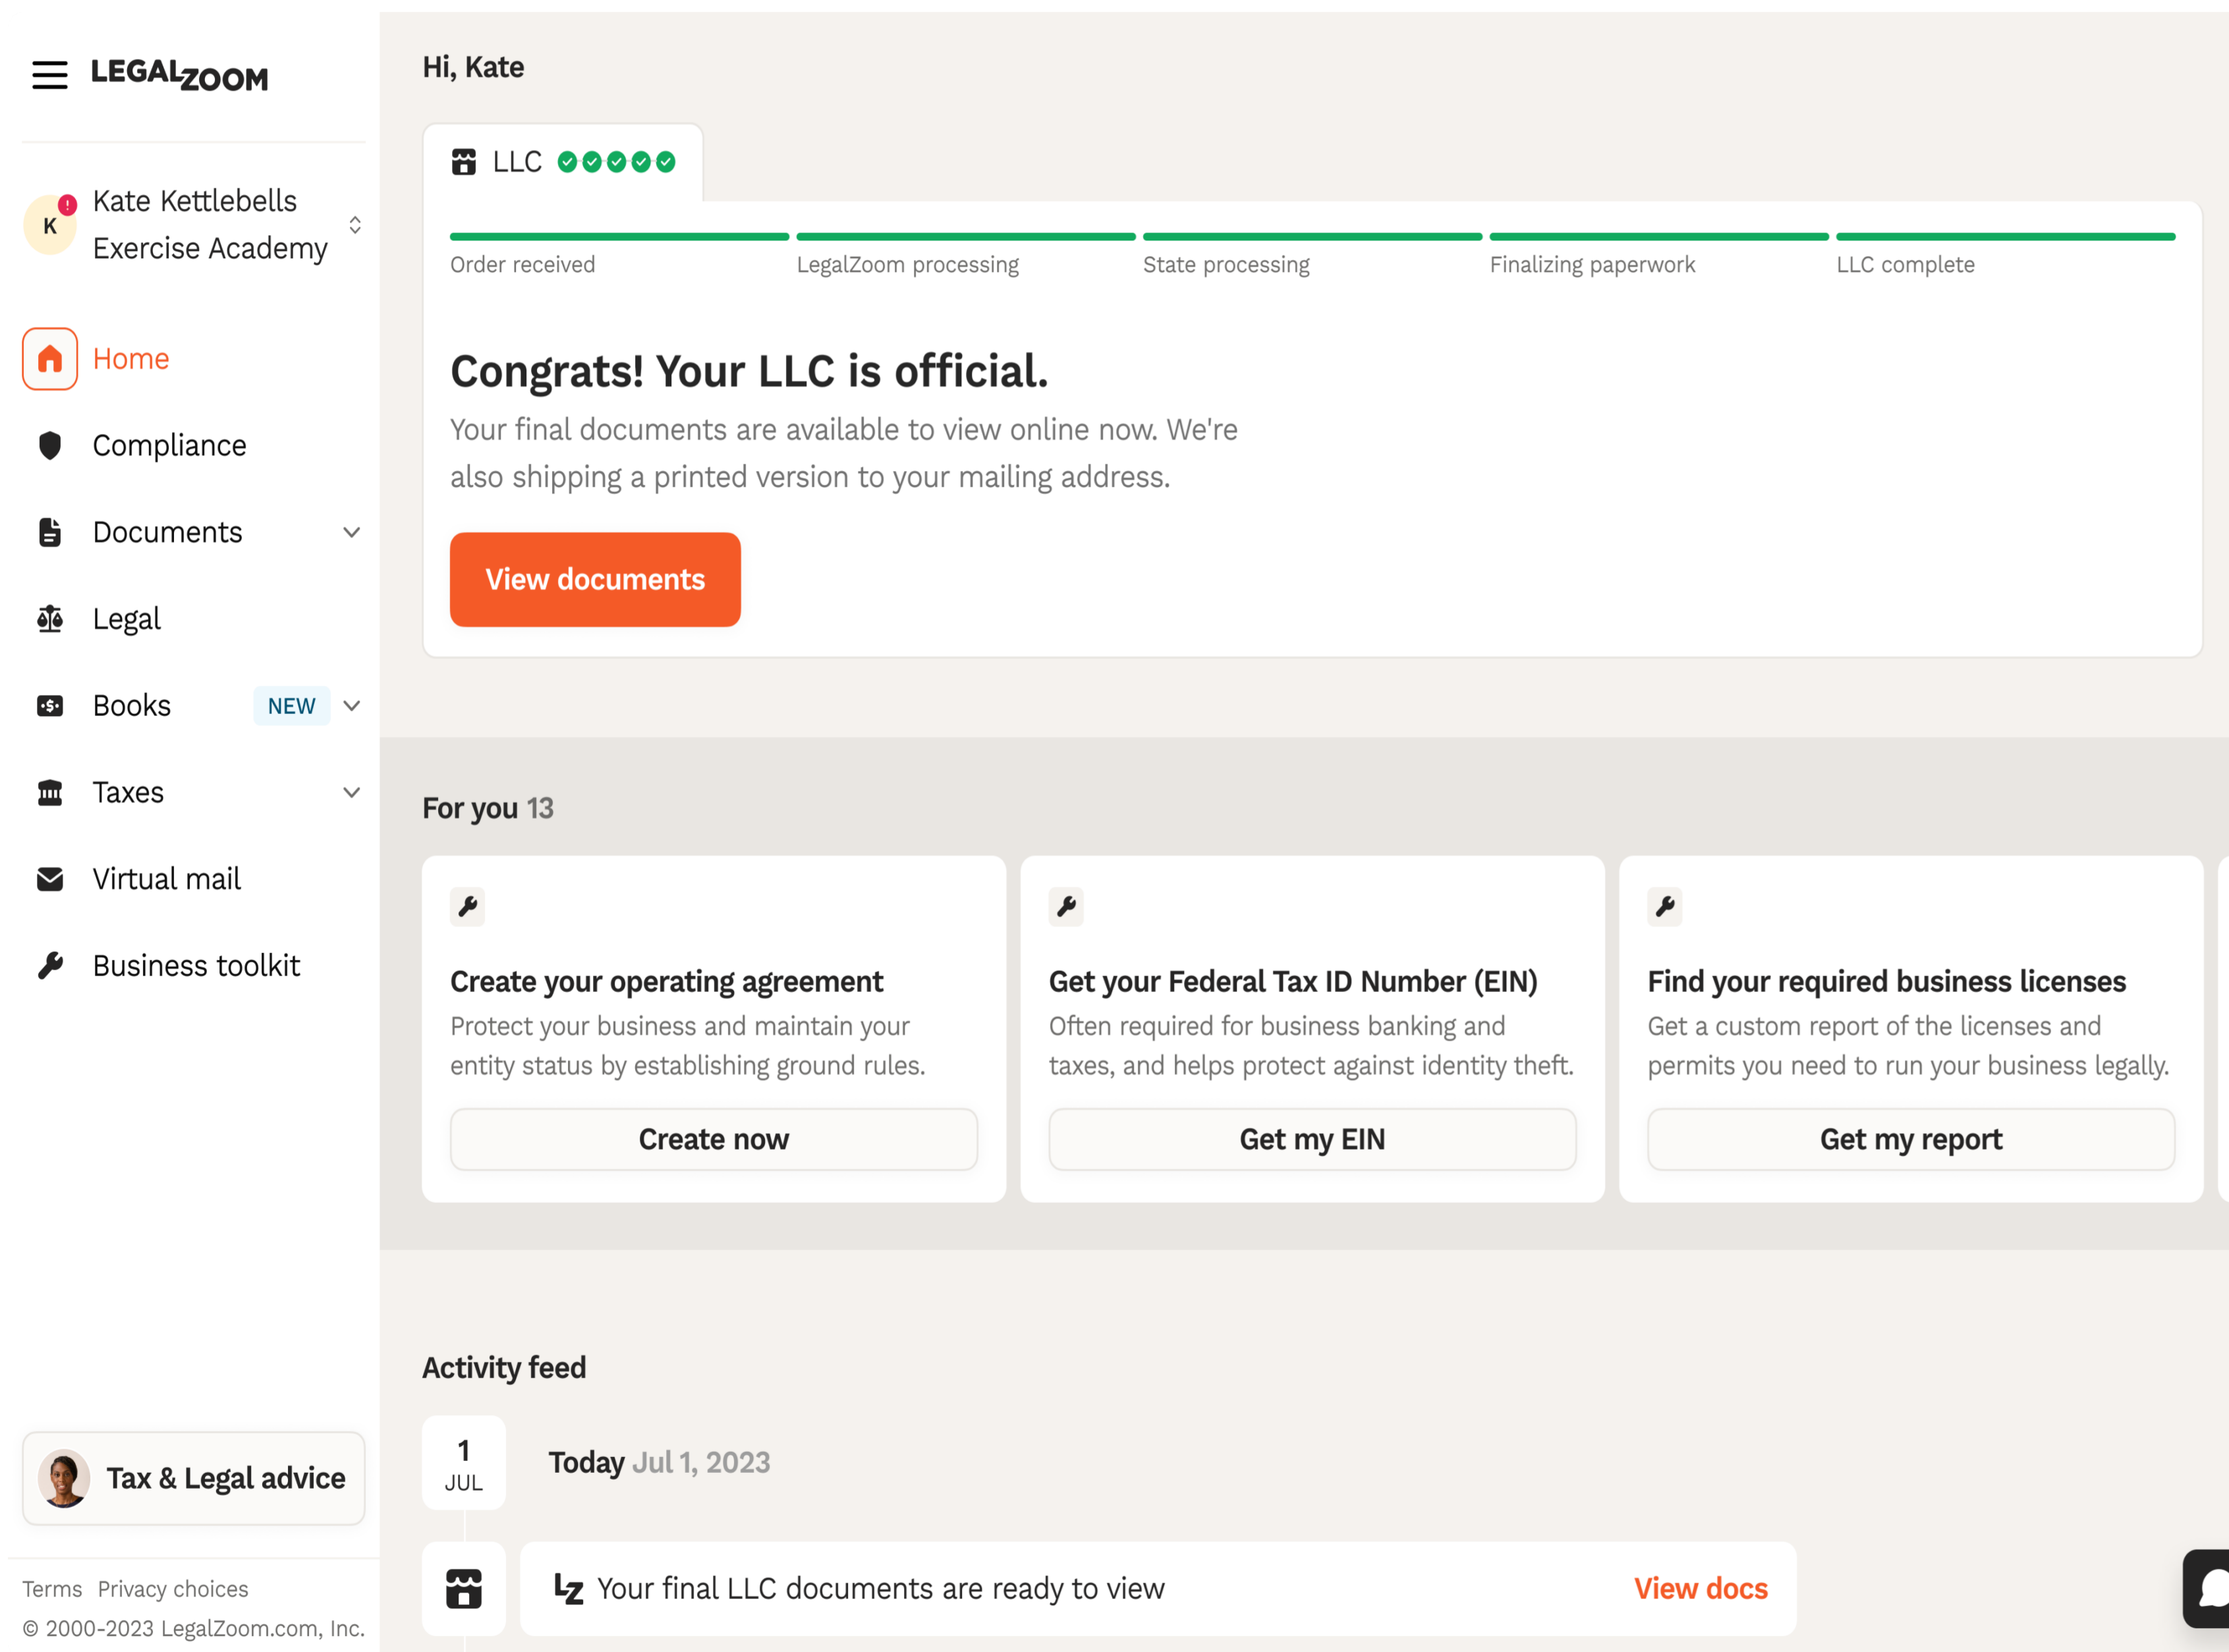 LEGALZOOM
Kate Kettlebells
Exercise Academy
K
!
Home
Compliance
Documents
Legal
Books NEW
Taxes
Virtual mail
Business toolkit
Tax & Legal advice
Terms Privacy choices
© 2000-2023 LegalZoom.com, Inc.
Hi, Kate
LLC
Order received
LegalZoom processing
State processing
Finalizing paperwork
LLC complete
Congrats! Your LLC is official.
Your final documents are available to view online now. We're
also shipping a printed version to your mailing address.
View documents
For you 13
Create your operating agreement
Protect your business and maintain your
entity status by establishing ground rules.
Create now
Get your Federal Tax ID Number (EIN)
Often required for business banking and
taxes, and helps protect against identity theft.
Get my EIN
Find your required business licenses
Get a custom report of the licenses and
permits you need to run your business legally.
Get my report
Activity feed
1
JUL
Today Jul 1, 2023
LZ Your final LLC documents are ready to view
View docs